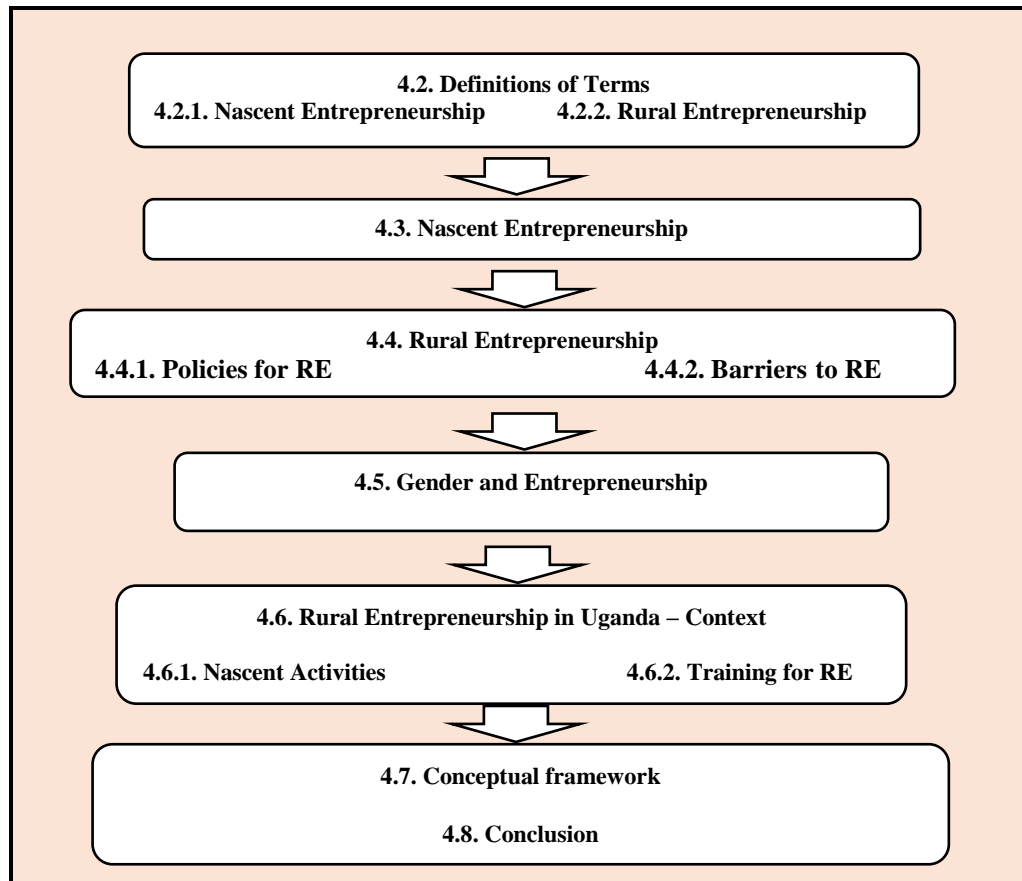 4.2. Definitions of Terms
4.2.1. Nascent Entrepreneurship 4.2.2. Rural Entrepreneurship
4.3. Nascent Entrepreneurship
4.4. Rural Entrepreneurship
4.4.1. Policies for RE 4.4.2. Barriers to RE
4.5. Gender and Entrepreneurship
4.6. Rural Entrepreneurship in Uganda – Context
4.6.1. Nascent Activities 4.6.2. Training for RE
4.7. Conceptual framework
4.8. Conclusion